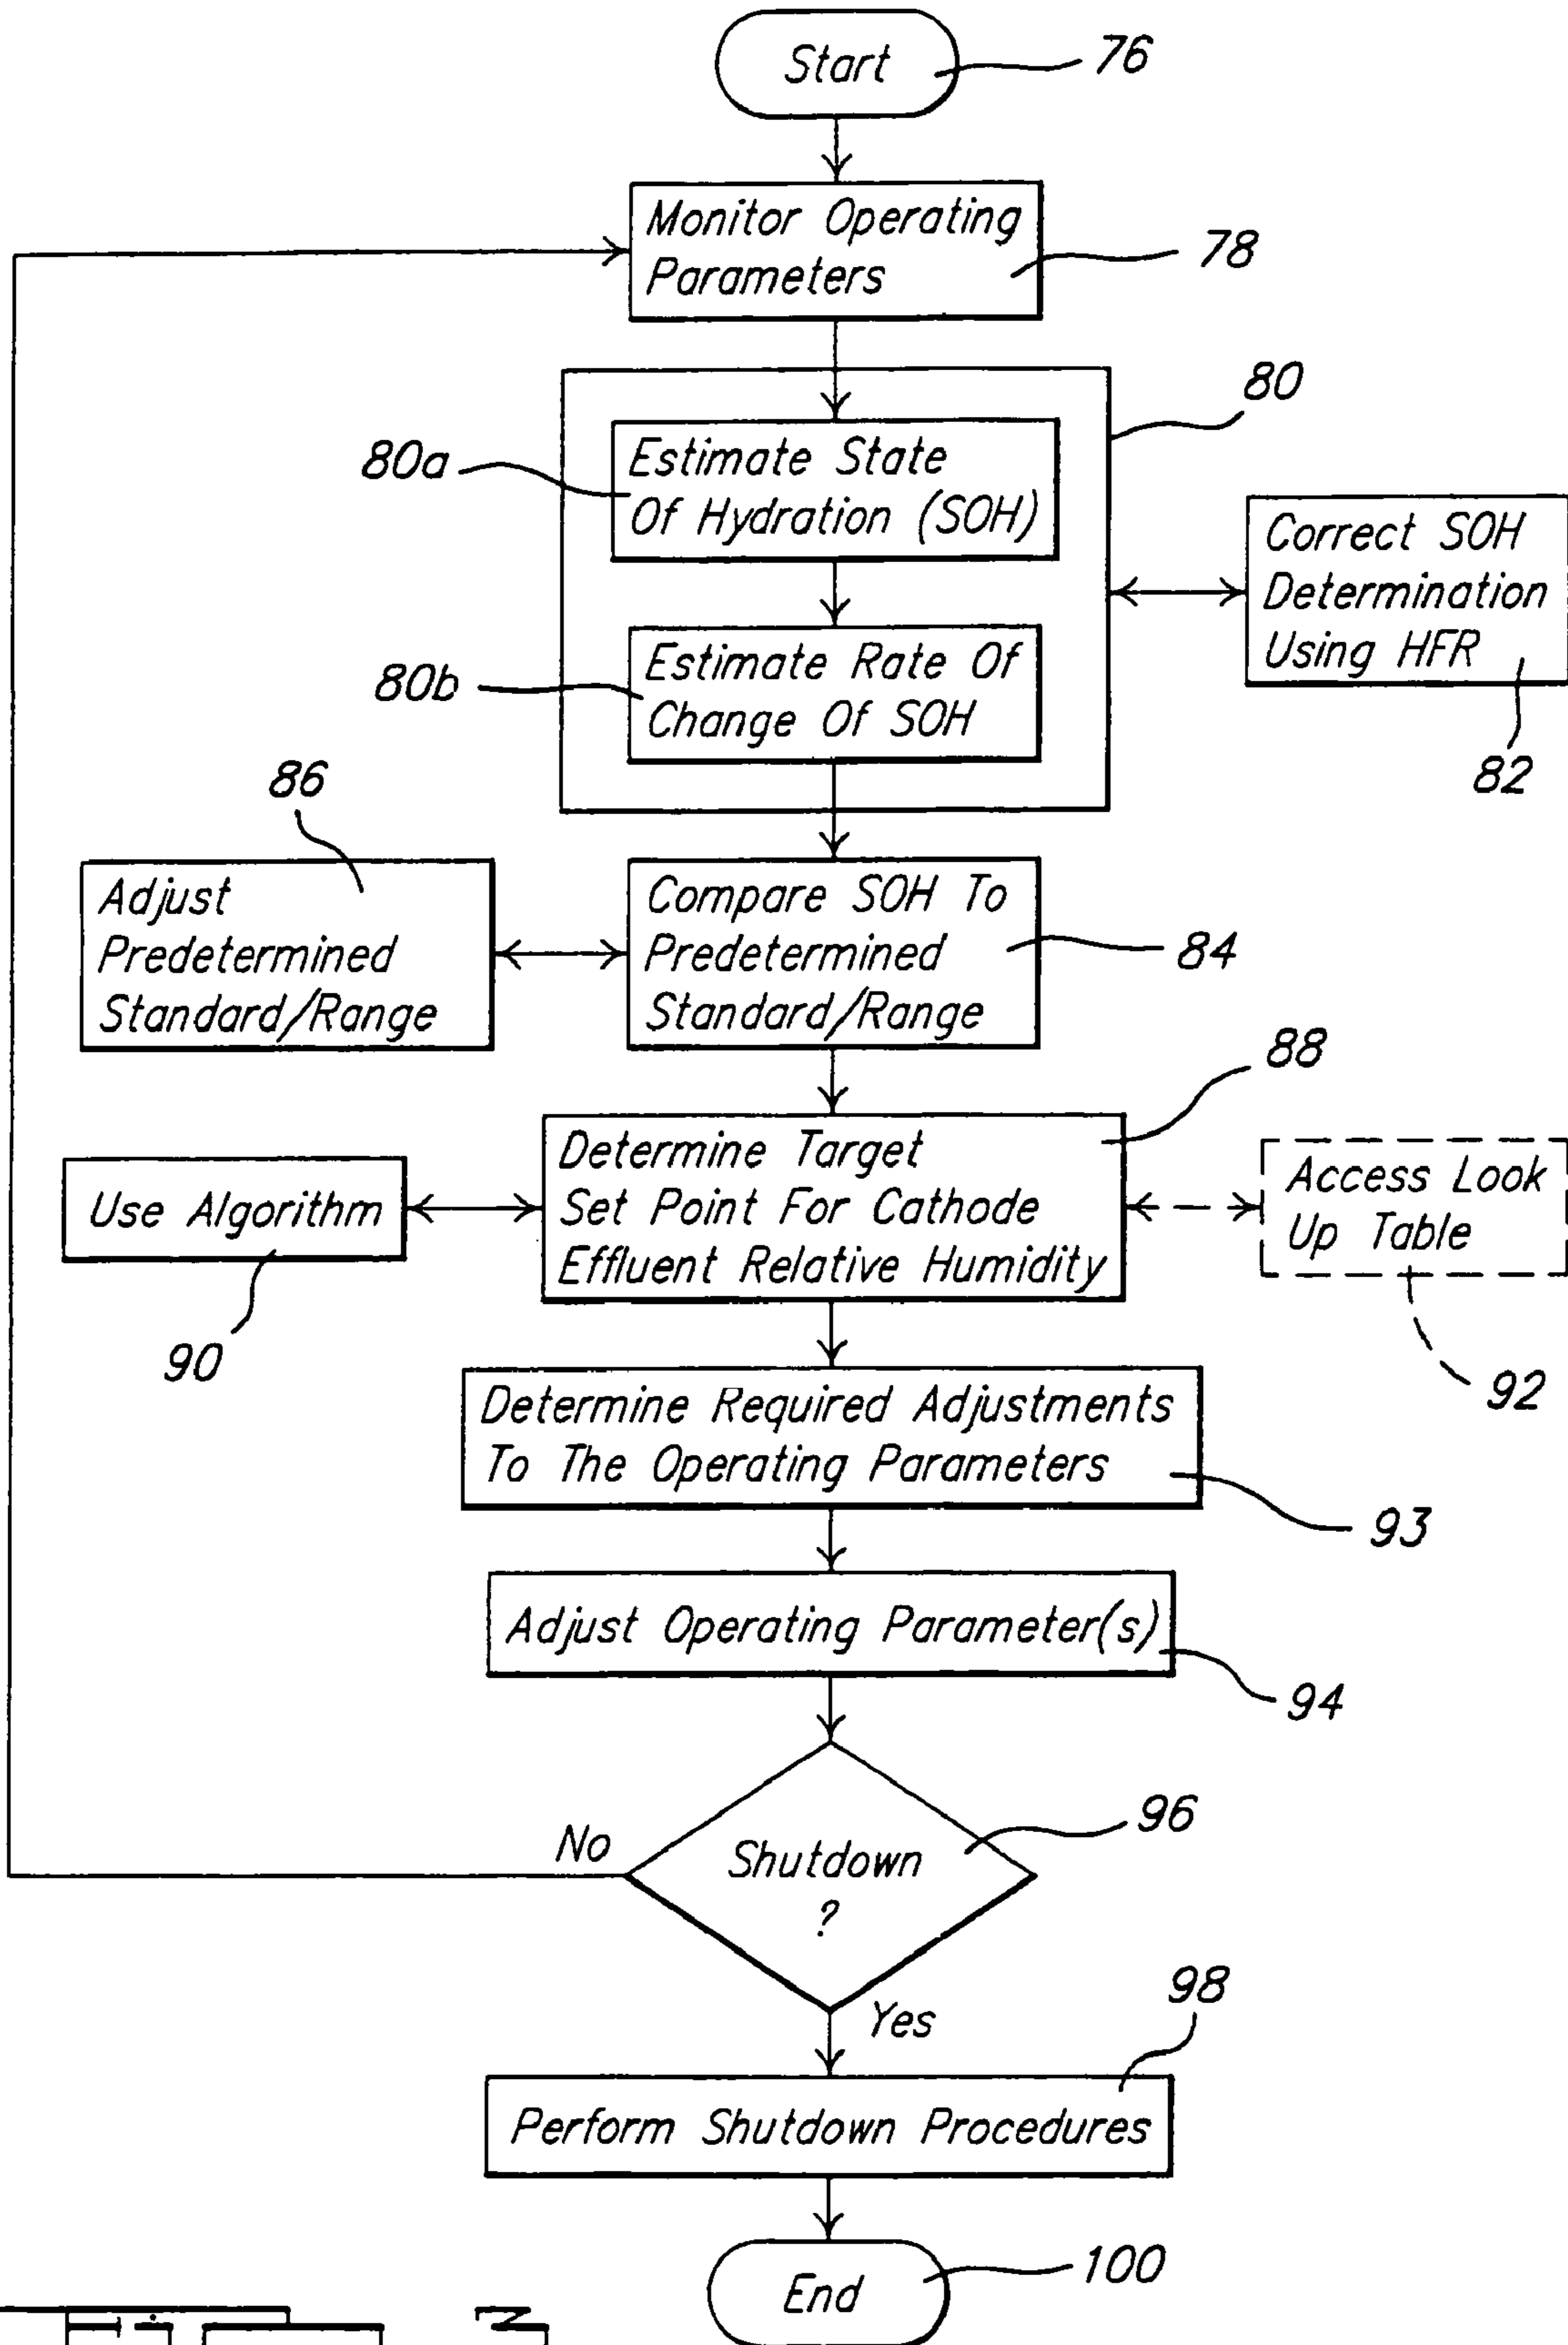 Start
76
Monitor Operating
Parameters
78
80
80a
Estimate State
Of Hydration (SOH)
Correct SOH
Determination
Using HFR
82
80b
Estimate Rate Of
Change Of SOH
86
Adjust
Predetermined
Standard/Range
Compare SOH To
Predetermined
Standard/Range
84
88
Use Algorithm
90
Determine Target
Set Point For Cathode
Effluent Relative Humidity
Access Look
Up Table
92
Determine Required Adjustments
To The Operating Parameters
93
Adjust Operating Parameter(s)
94
No
Shutdown
?
96
Yes
98
Perform Shutdown Procedures
End
100